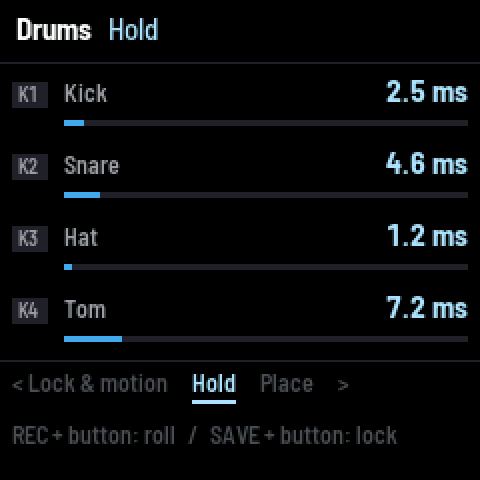 Drums Hold
K1 Kick 2.5 ms
K2 Snare 4.6 ms
K3 Hat 1.2 ms
K4 Tom 7.2 ms
< Lock & motion Hold Place >
REC + button: roll / SAVE + button: lock